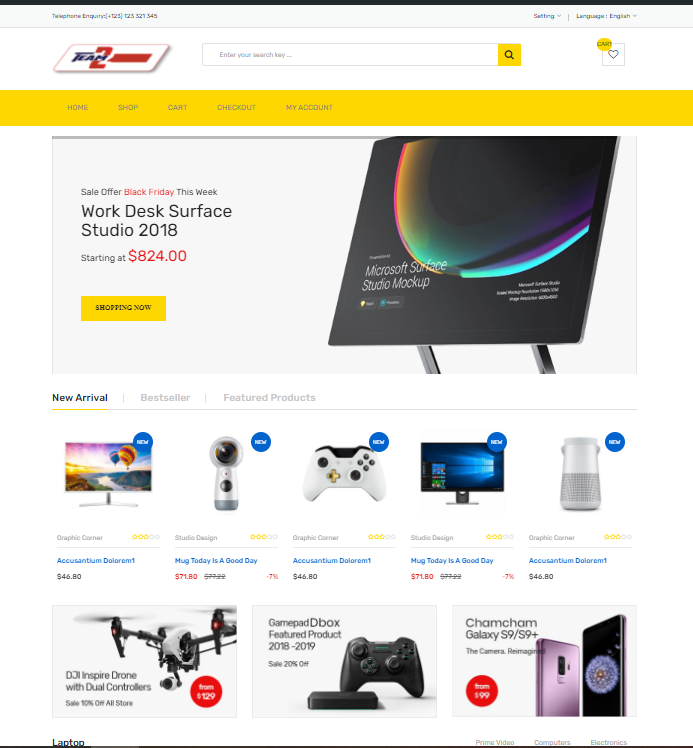 Telephone Enquiry:(+123) 123 321 345
Setting
Language : English
TEAM 2
Enter your search key ...
CART
HOME
SHOP
CART
CHECKOUT
MY ACCOUNT
Sale Offer Black Friday This Week
Work Desk Surface
Studio 2018
Starting at $824.00
SHOPPING NOW
Microsoft Surface
Studio Mockup
Microsoft Surface Studio
New Arrival
Bestseller
Featured Products
NEW
NEW
NEW
NEW
NEW
Graphic Corner
Studio Design
Graphic Corner
Studio Design
Graphic Corner
Accusantium Dolorem1
Mug Today Is A Good Day
Accusantium Dolorem1
Mug Today Is A Good Day
Accusantium Dolorem1
$46.80
$71.80 $77.22 -7%
$46.80
$71.80 $77.22 -7%
$46.80
DJI Inspire Drone
with Dual Controllers
Sale 10% Off All Store
from
$129
Gamepad Dbox
Featured Product
2018 -2019
Sale 20% Off
Chamcham
Galaxy S9/S9+
The Camera. Reimagined
from
$99
Laptop
Prime Video
Computers
Electronics